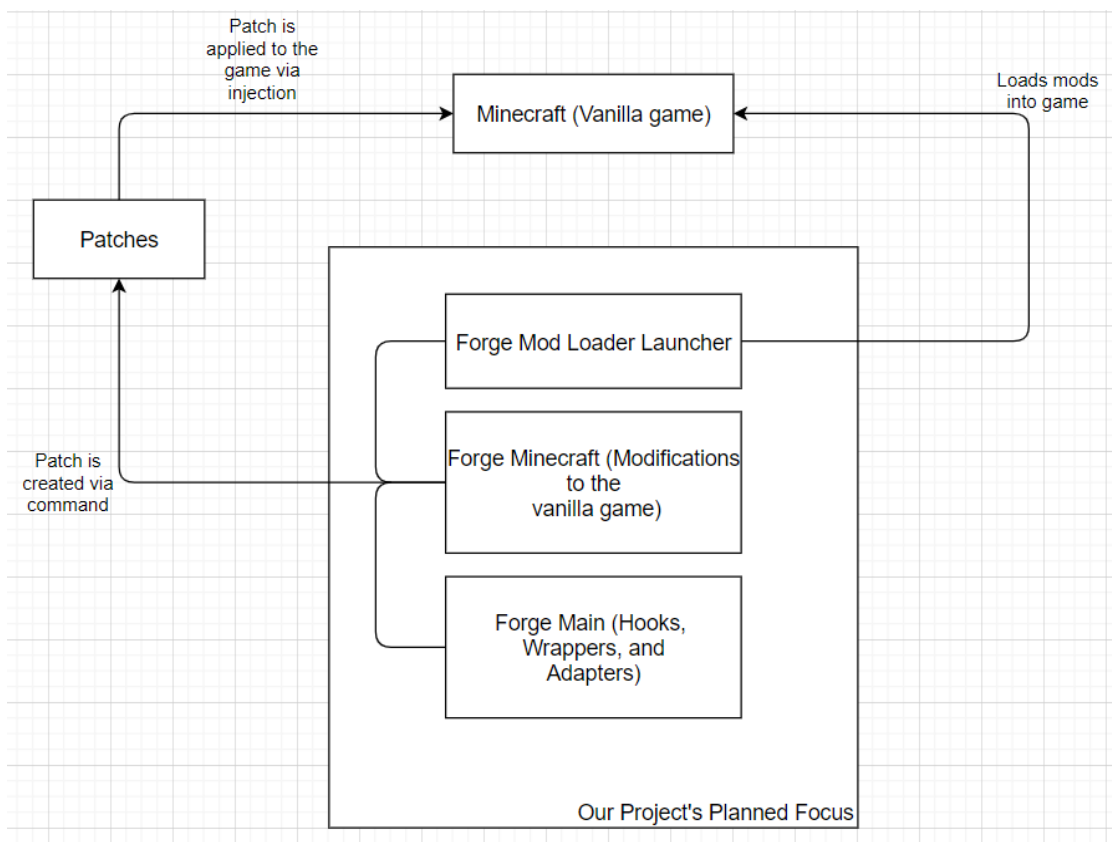 Patch is
applied to the
game via
injection
Minecraft (Vanilla game)
Loads mods
into game
Patches
Forge Mod Loader Launcher
Forge Minecraft (Modifications
to the
vanilla game)
Patch is
created via
command
Forge Main (Hooks,
Wrappers, and
Adapters)
Our Project's Planned Focus